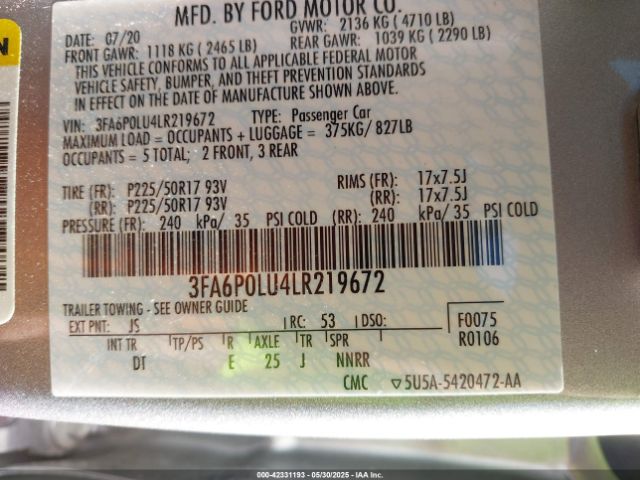 MFD. BY FORD MOTOR CO.
DATE: 07/20 GVWR: 2136 KG ( 4710 LB)
FRONT GAWR: 1118 KG ( 2465 LB) REAR GAWR: 1039 KG ( 2290 LB)
THIS VEHICLE CONFORMS TO ALL APPLICABLE FEDERAL MOTOR
VEHICLE SAFETY, BUMPER, AND THEFT PREVENTION STANDARDS
IN EFFECT ON THE DATE OF MANUFACTURE SHOWN ABOVE.
VIN: 3FA6P0LU4LR219672 TYPE: Passenger Car
MAXIMUM LOAD = OCCUPANTS + LUGGAGE = 375KG/ 827LB
OCCUPANTS = 5 TOTAL; 2 FRONT, 3 REAR
TIRE (FR): P225/50R17 93V RIMS (FR): 17x7.5J
(RR): P225/50R17 93V (RR): 17x7.5J
PRESSURE (FR): 240 kPa/ 35 PSI COLD (RR): 240 kPa/ 35 PSI COLD
3FA6P0LU4LR219672
TRAILER TOWING - SEE OWNER GUIDE
EXT PNT: JS RC: 53 DSO: F0075
INT TR TP/PS R AXLE TR SPR R0106
DT E 25 J NNRR
CMC ▽5U5A-5420472-AA
000-42331193 - 05/30/2025 - IAAC Inc.